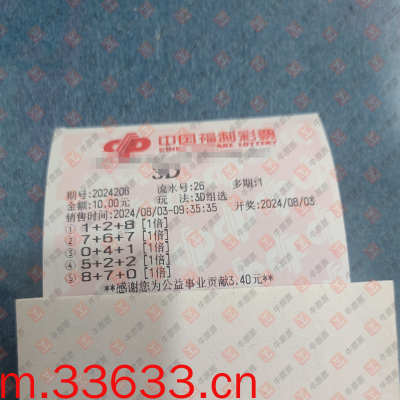 中国福利彩票
3D
期号:2024206 流水号:26 多期:1
金额:10.00元 玩 法:3D组选
销售时间:2024/08/03-09:35:35 开奖:2024/08/03
① 1+2+8 [1倍]
② 7+6+7 [1倍]
③ 0+4+1 [1倍]
④ 5+2+2 [1倍]
⑤ 8+7+0 [1倍]
**感谢您为公益事业贡献3.40元**
m.33633.cn